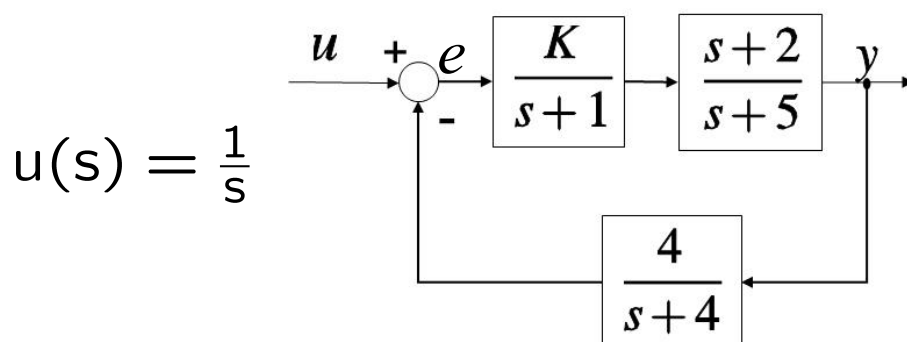 u(s) = 1/s
u + e - K/s+1 s+2/s+5 y
4/s+4